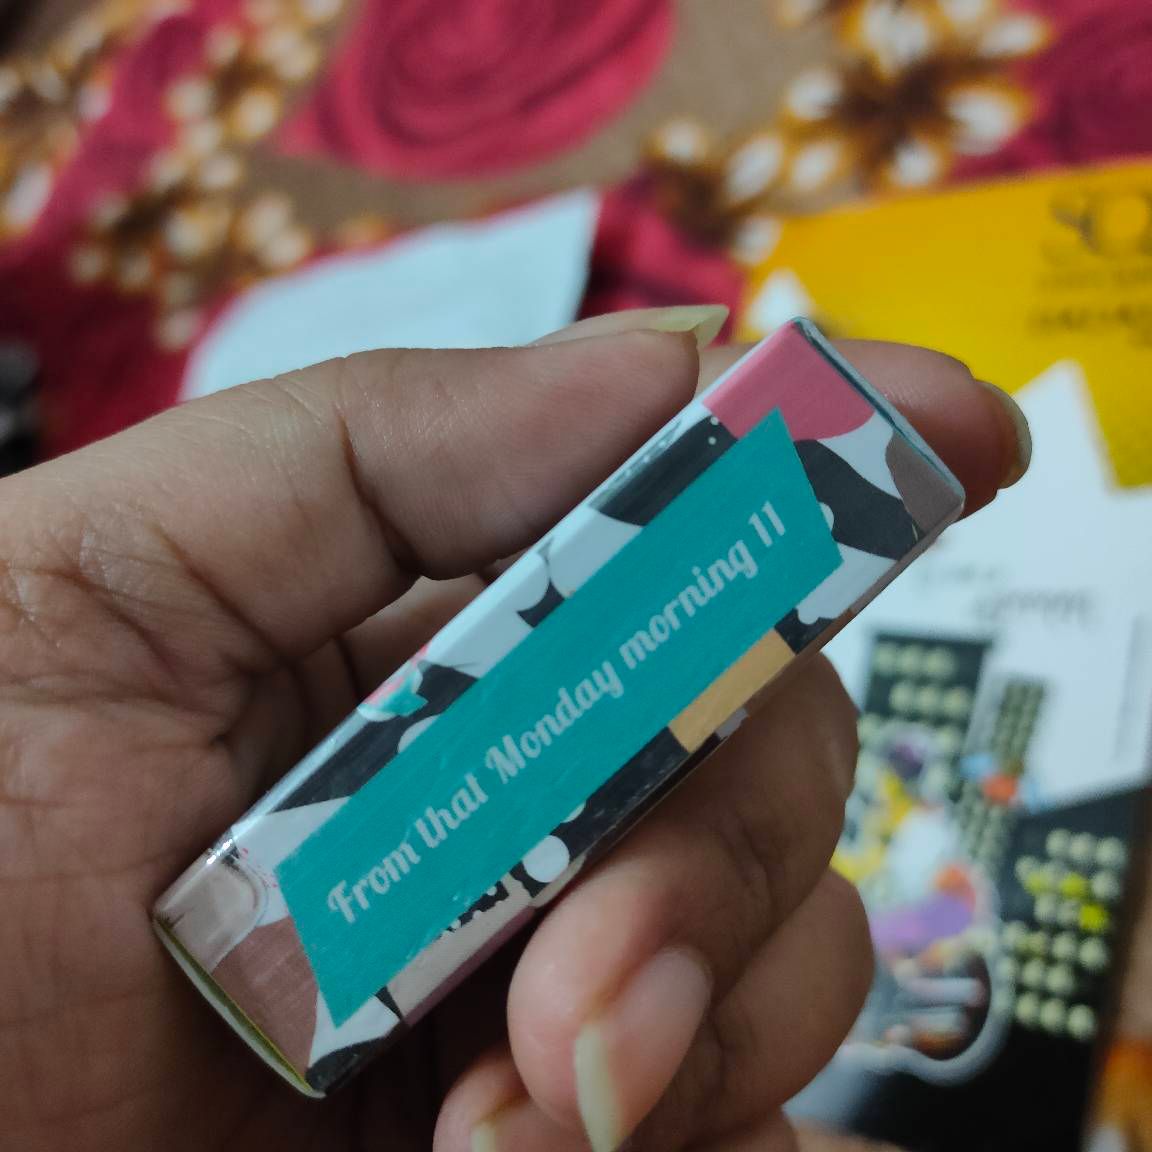 From that Monday morning 11